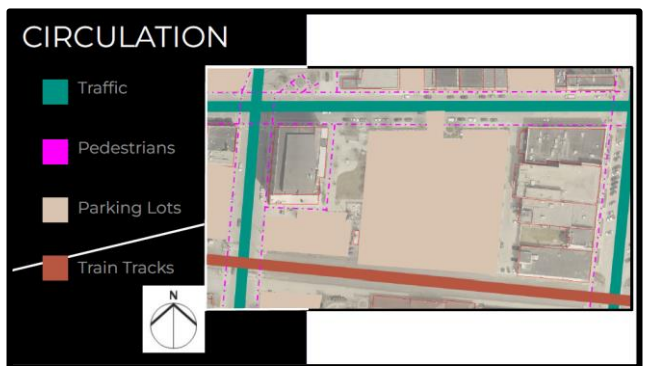 CIRCULATION
Traffic
Pedestrians
Parking Lots
Train Tracks
N